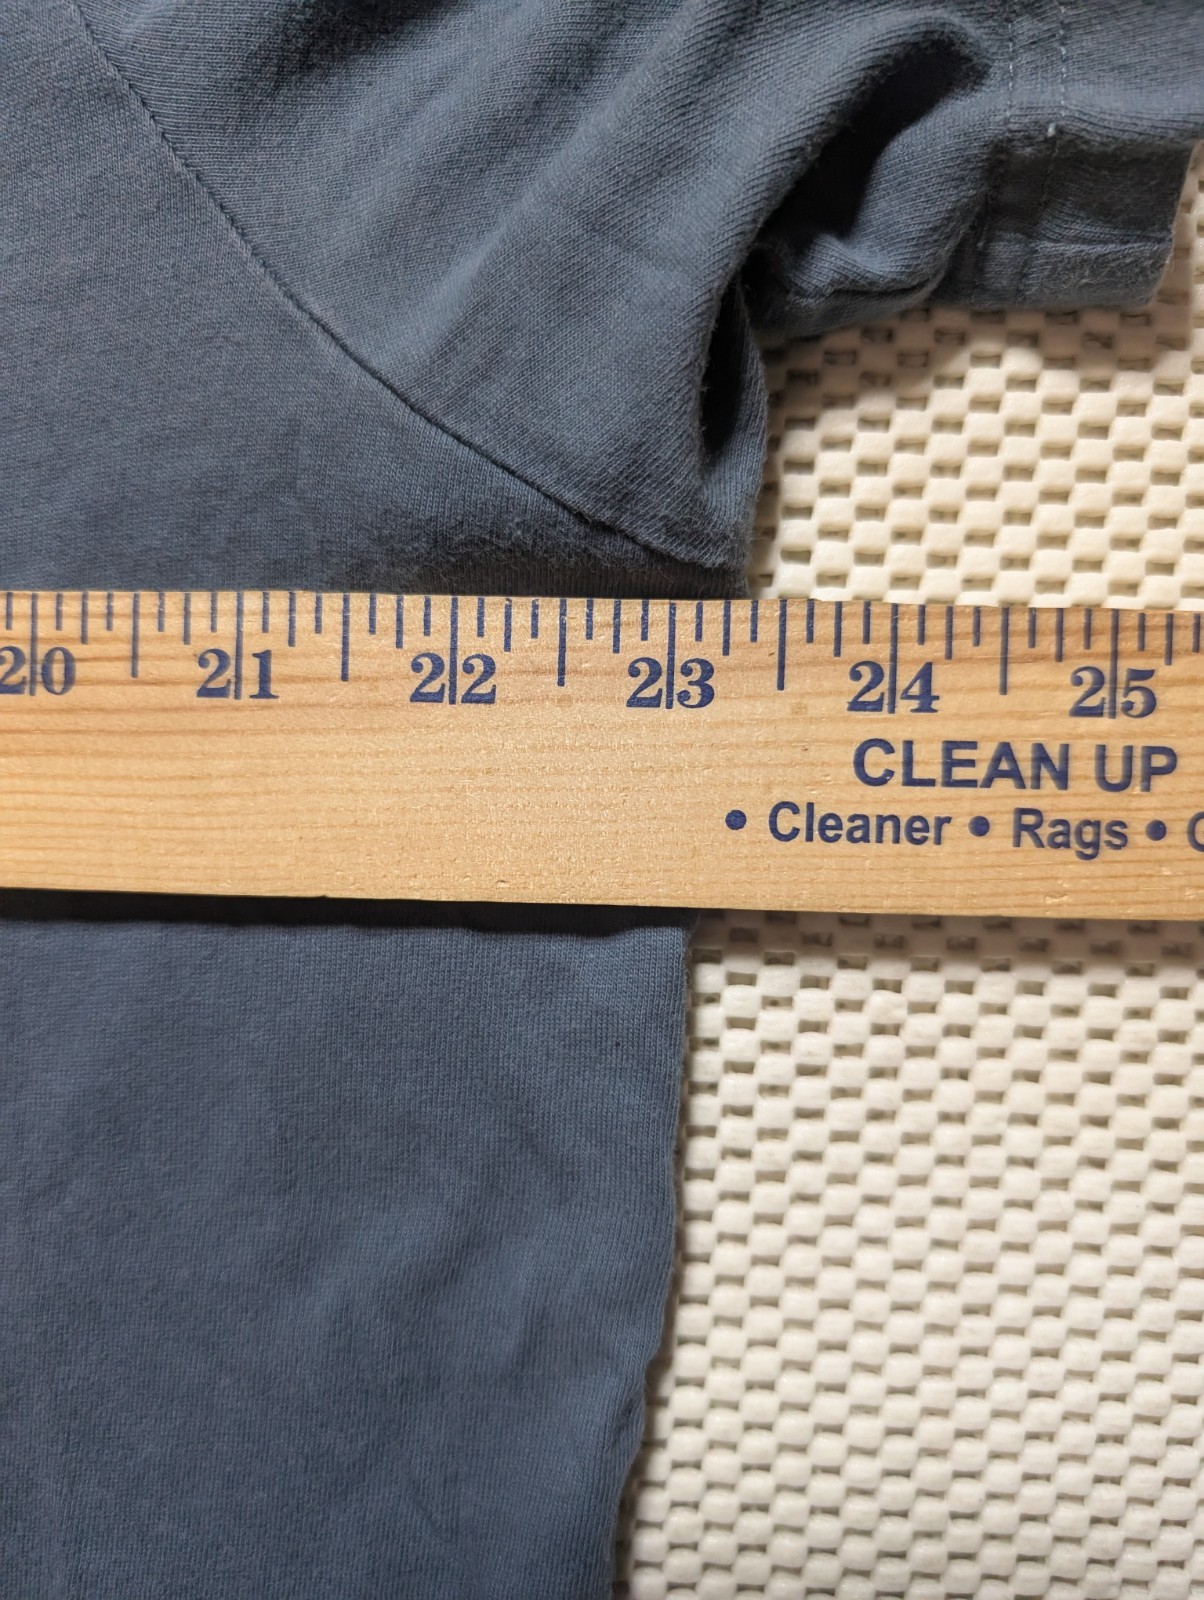 20 21 22 23 24 25
CLEAN UP
• Cleaner • Rags •